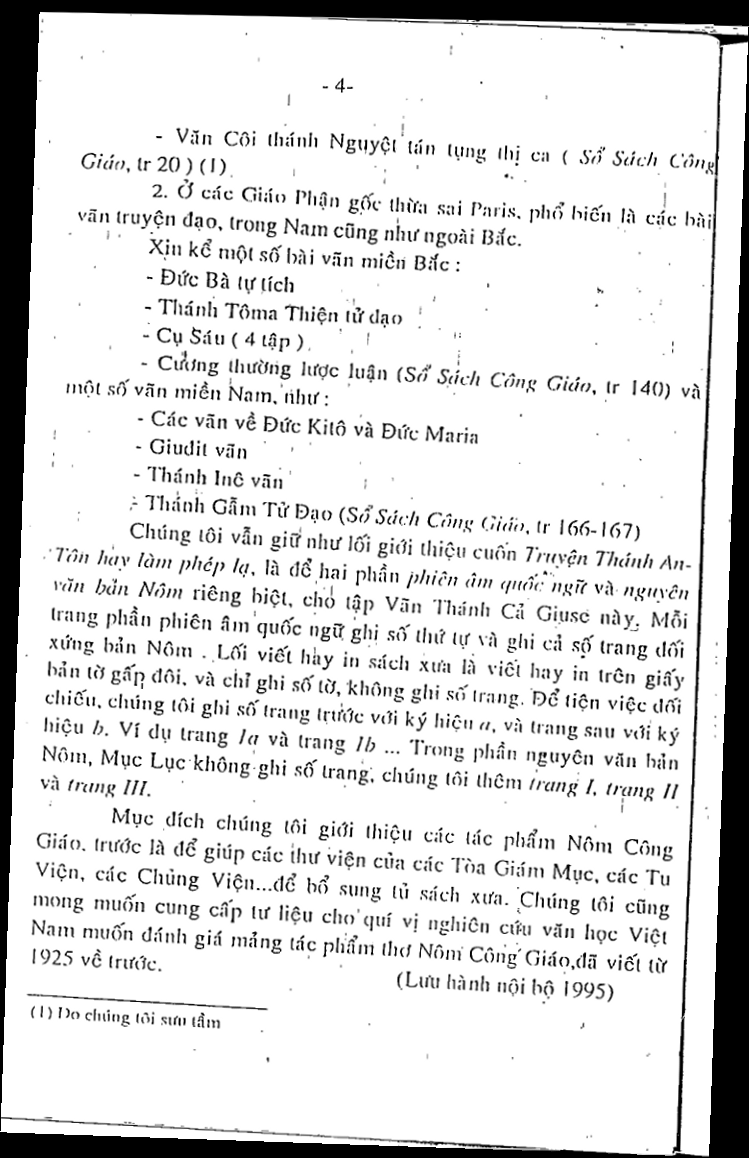 - 4-
- Văn Côi thánh Nguyệt tán tụng thị ca ( Sổ Sách Công
Giáo, tr 20 ) (1)
2. Ở các Giáo Phận gốc thừa sai Paris, phổ biến là các bài
vãn truyện đạo, trong Nam cũng như ngoài Bắc.
Xin kể một số bài vãn miền Bắc :
- Đức Bà tự tích
- Thánh Tôma Thiện tử đạo
- Cụ Sáu ( 4 tập )
- Cương thường lược luận (Sổ Sách Công Giáo, tr 140) và
một số vãn miền Nam, như :
- Các vãn về Đức Kitô và Đức Maria
- Giudit vãn
- Thánh Inê vãn
- Thánh Gẫm Tử Đạo (Sổ Sách Công Giáo, tr 166-167)
Chúng tôi vẫn giữ như lối giới thiệu cuốn Truyện Thánh An-
Tôn hay làm phép lạ, là để hai phần phiên âm quốc ngữ và nguyên
văn bản Nôm riêng biệt, cho tập Văn Thánh Cả Giuse này. Mỗi
trang phần phiên âm quốc ngữ ghi số thứ tự và ghi cả số trang đối
xứng bản Nôm . Lối viết hay in sách xưa là viết hay in trên giấy
bản tờ gấp đôi, và chỉ ghi số tờ, không ghi số trang. Để tiện việc đối
chiếu, chúng tôi ghi số trang trước với ký hiệu a, và trang sau với ký
hiệu b. Ví dụ trang 1a và trang 1b ... Trong phần nguyên văn bản
Nôm, Mục Lục không ghi số trang, chúng tôi thêm trang I, trang II
và trang III.
Mục đích chúng tôi giới thiệu các tác phẩm Nôm Công
Giáo, trước là để giúp các thư viện của các Tòa Giám Mục, các Tu
Viện, các Chủng Viện...để bổ sung tủ sách xưa. Chúng tôi cũng
mong muốn cung cấp tư liệu cho quí vị nghiên cứu văn học Việt
Nam muốn đánh giá mảng tác phẩm thơ Nôm Công Giáo,đã viết từ
1925 về trước.
(Lưu hành nội bộ 1995)
(1) Do chúng tôi sưu tầm